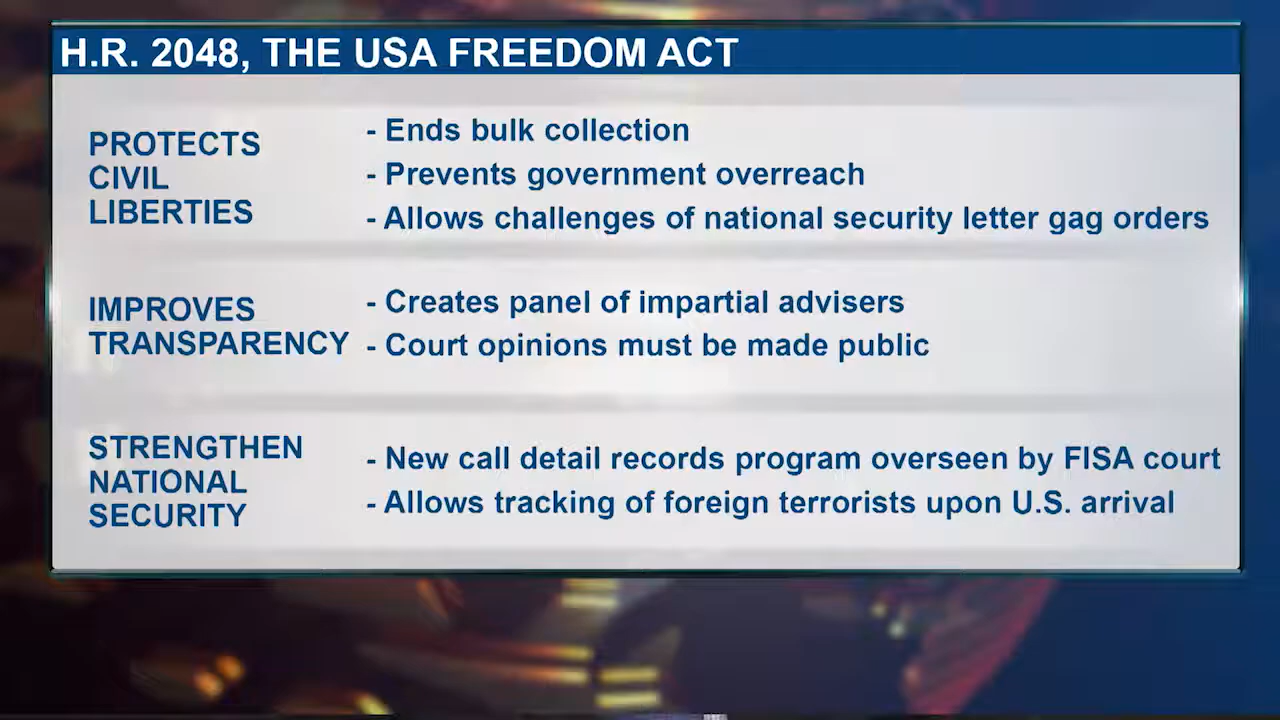 H.R. 2048, THE USA FREEDOM ACT
PROTECTS
CIVIL
LIBERTIES
- Ends bulk collection
- Prevents government overreach
- Allows challenges of national security letter gag orders
IMPROVES
TRANSPARENCY
- Creates panel of impartial advisers
- Court opinions must be made public
STRENGTHEN
NATIONAL
SECURITY
- New call detail records program overseen by FISA court
- Allows tracking of foreign terrorists upon U.S. arrival